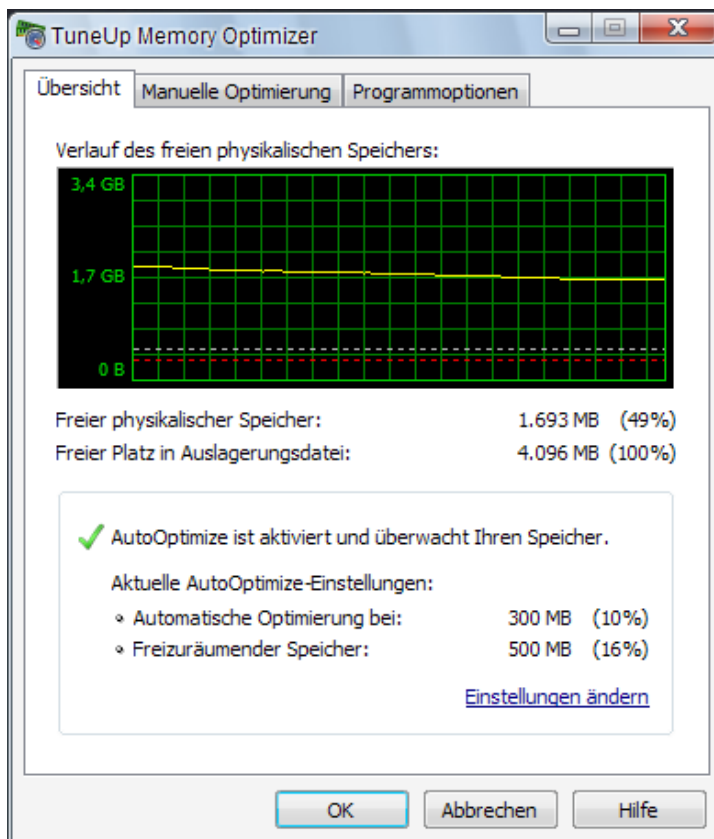 TuneUp Memory Optimizer
Übersicht Manuelle Optimierung Programmoptionen
Verlauf des freien physikalischen Speichers:
3,4 GB
1,7 GB
0 B
Freier physikalischer Speicher: 1.693 MB (49%)
Freier Platz in Auslagerungsdatei: 4.096 MB (100%)
AutoOptimize ist aktiviert und überwacht Ihren Speicher.
Aktuelle AutoOptimize-Einstellungen:
• Automatische Optimierung bei: 300 MB (10%)
• Freizuräumender Speicher: 500 MB (16%)
Einstellungen ändern
OK Abbrechen Hilfe